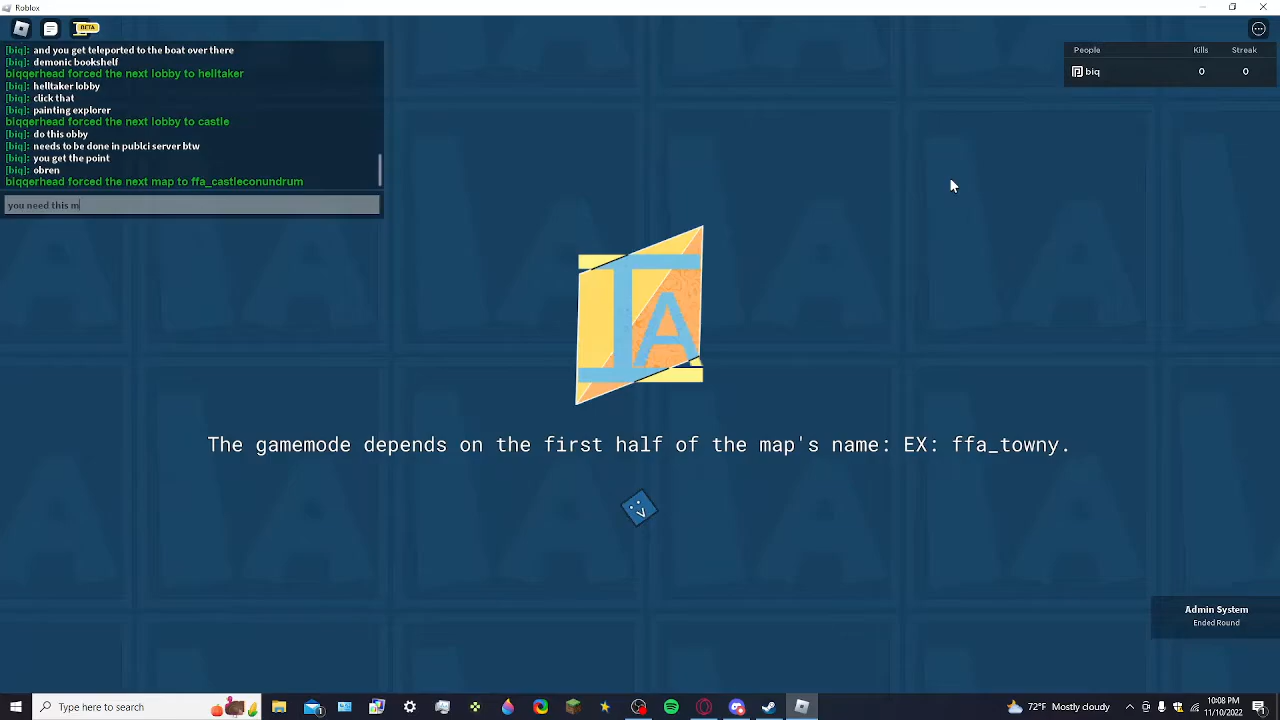 Roblox
BETA
[biq]: and you get teleported to the boat over there
[biq]: demonic bookshelf
biqqerhead forced the next lobby to helltaker
[biq]: helltaker lobby
[biq]: click that
[biq]: painting explorer
biqqerhead forced the next lobby to castle
[biq]: do this obby
[biq]: needs to be done in publci server btw
[biq]: you get the point
[biq]: obren
biqqerhead forced the next map to ffa_castleconundrum
you need this m
People Kills Streak
biq 0 0
IA
The gamemode depends on the first half of the map's name: EX: ffa_towny.
Admin System
Ended Round
Type here to search
72°F Mostly cloudy
10:08 PM
11/10/2022